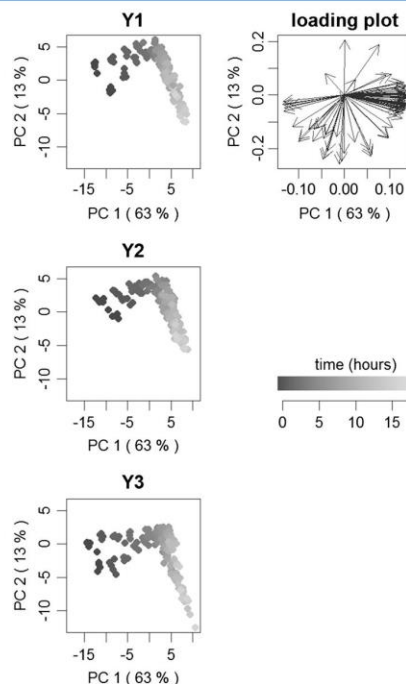 Y1
PC 2 ( 13 % )
5
0
-5
-10
-15
-5
5
PC 1 ( 63 % )
loading plot
PC 2 ( 13 % )
0.2
0.0
-0.2
-0.10
0.00
0.10
PC 1 ( 63 % )
Y2
PC 2 ( 13 % )
5
0
-5
-10
-15
-5
5
PC 1 ( 63 % )
time (hours)
0 5 10 15
Y3
PC 2 ( 13 % )
5
0
-5
-10
-15
-5
5
PC 1 ( 63 % )